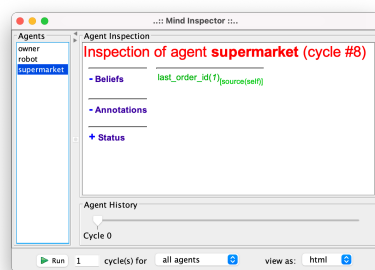 ..:: Mind Inspector ::..
Agents
owner
robot
supermarket
Agent Inspection
Inspection of agent supermarket (cycle #8)
- Beliefs
last_order_id(1)[source(self)]
- Annotations
+ Status
Agent History
Cycle 0
Run 1 cycle(s) for all agents view as: html